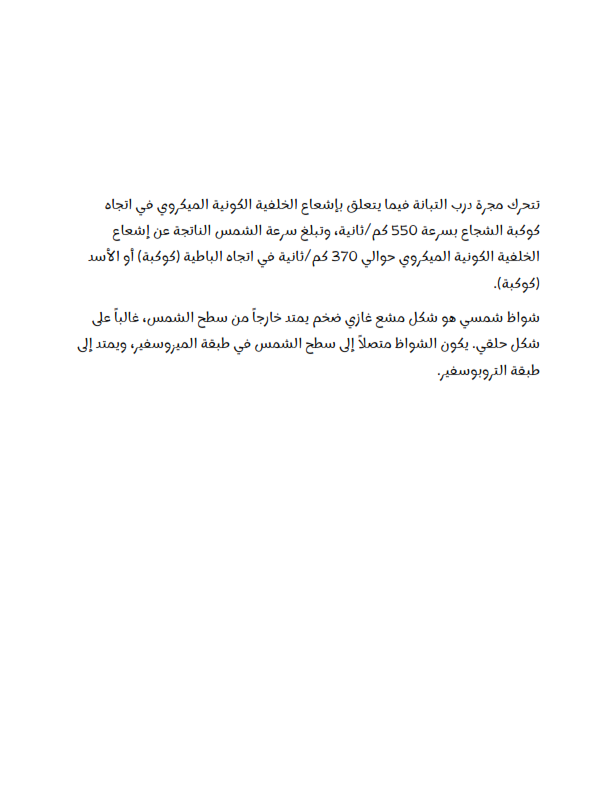 تتحرك مجرة درب التبانة فيما يتعلق بإشعاع الخلفية الكونية الميكروي في اتجاه
كوكبة الشجاع بسرعة 550 كم/ثانية، وتبلغ سرعة الشمس الناتجة عن إشعاع
الخلفية الكونية الميكروي حوالي 370 كم/ثانية في اتجاه الباطية (كوكبة) أو الأسد
(كوكبة).
شواظ شمسي هو شكل مشع غازي ضخم يمتد خارجاً من سطح الشمس، غالباً على
شكل حلقي. يكون الشواظ متصلاً إلى سطح الشمس في طبقة الميزوسفير، ويمتد إلى
طبقة التروبوسفير.